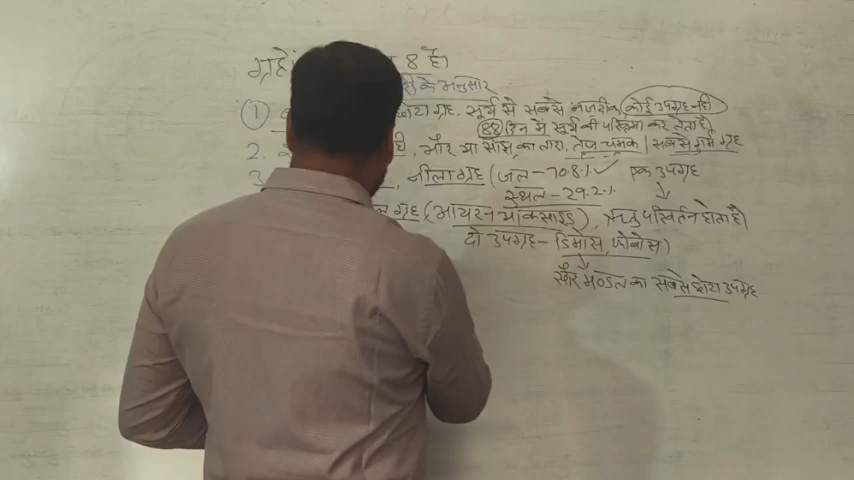 ग्रहों 8 है।
के अनुसार
① ग्रह. सूर्य से सबसे नजदीक, कोई उपग्रह नहीं
88 दिन में सूर्य की परिक्रमा कर लेता है।
2. भौर या सांझ का तारा, तेज चमक | सबसे गर्म ग्रह
3. , नीला ग्रह (जल - 70.8% ✓ एक उपग्रह
स्थल - 29.2%
ग्रह (आयरन ऑक्साइड), ऋतु परिवर्तन होता है।
दो उपग्रह - डिमोस, फोबोस)
सौर मण्डल का सबसे छोटा उपग्रह